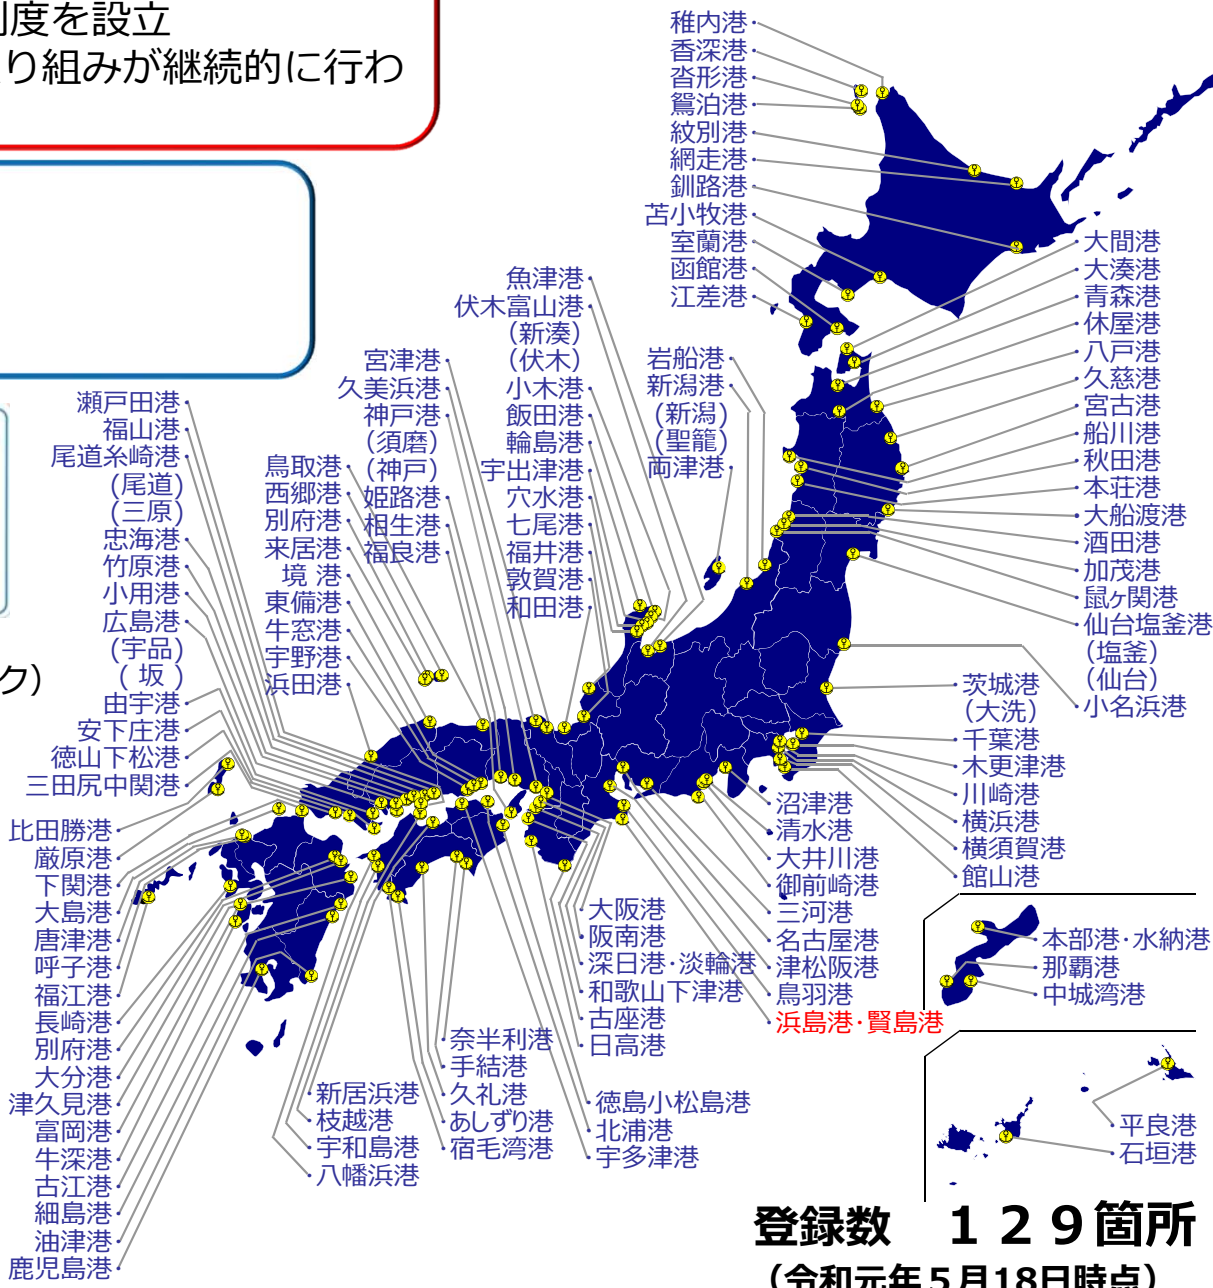 制度を設立
り組みが継続的に行わ
ク）
稚内港
香深港
沓形港
鴛泊港
紋別港
網走港
釧路港
苫小牧港
室蘭港
函館港
江差港
大間港
大湊港
青森港
休屋港
八戸港
久慈港
宮古港
船川港
秋田港
本荘港
大船渡港
酒田港
加茂港
鼠ヶ関港
仙台塩釜港
(塩釜)
(仙台)
小名浜港
魚津港
伏木富山港
(新湊)
(伏木)
小木港
飯田港
輪島港
宇出津港
穴水港
七尾港
福井港
敦賀港
和田港
岩船港
新潟港
(新潟)
(聖籠)
両津港
宮津港
久美浜港
神戸港
(須磨)
(神戸)
姫路港
相生港
福良港
鳥取港
西郷港
別府港
来居港
境 港
東備港
牛窓港
宇野港
浜田港
瀬戸田港
福山港
尾道糸崎港
(尾道)
(三原)
忠海港
竹原港
小用港
広島港
(宇品)
( 坂 )
由宇港
安下庄港
徳山下松港
三田尻中関港
比田勝港
厳原港
下関港
大島港
唐津港
呼子港
福江港
長崎港
別府港
大分港
津久見港
富岡港
牛深港
古江港
細島港
油津港
鹿児島港
新居浜港
枝越港
宇和島港
八幡浜港
奈半利港
手結港
久礼港
あしずり港
宿毛湾港
徳島小松島港
北浦港
宇多津港
大阪港
阪南港
深日港・淡輪港
和歌山下津港
古座港
日高港
茨城港
(大洗)
千葉港
木更津港
川崎港
横浜港
横須賀港
館山港
沼津港
清水港
大井川港
御前崎港
三河港
名古屋港
津松阪港
鳥羽港
浜島港・賢島港
本部港・水納港
那覇港
中城湾港
平良港
石垣港
登録数　１２９箇所
（令和元年５月18日時点）